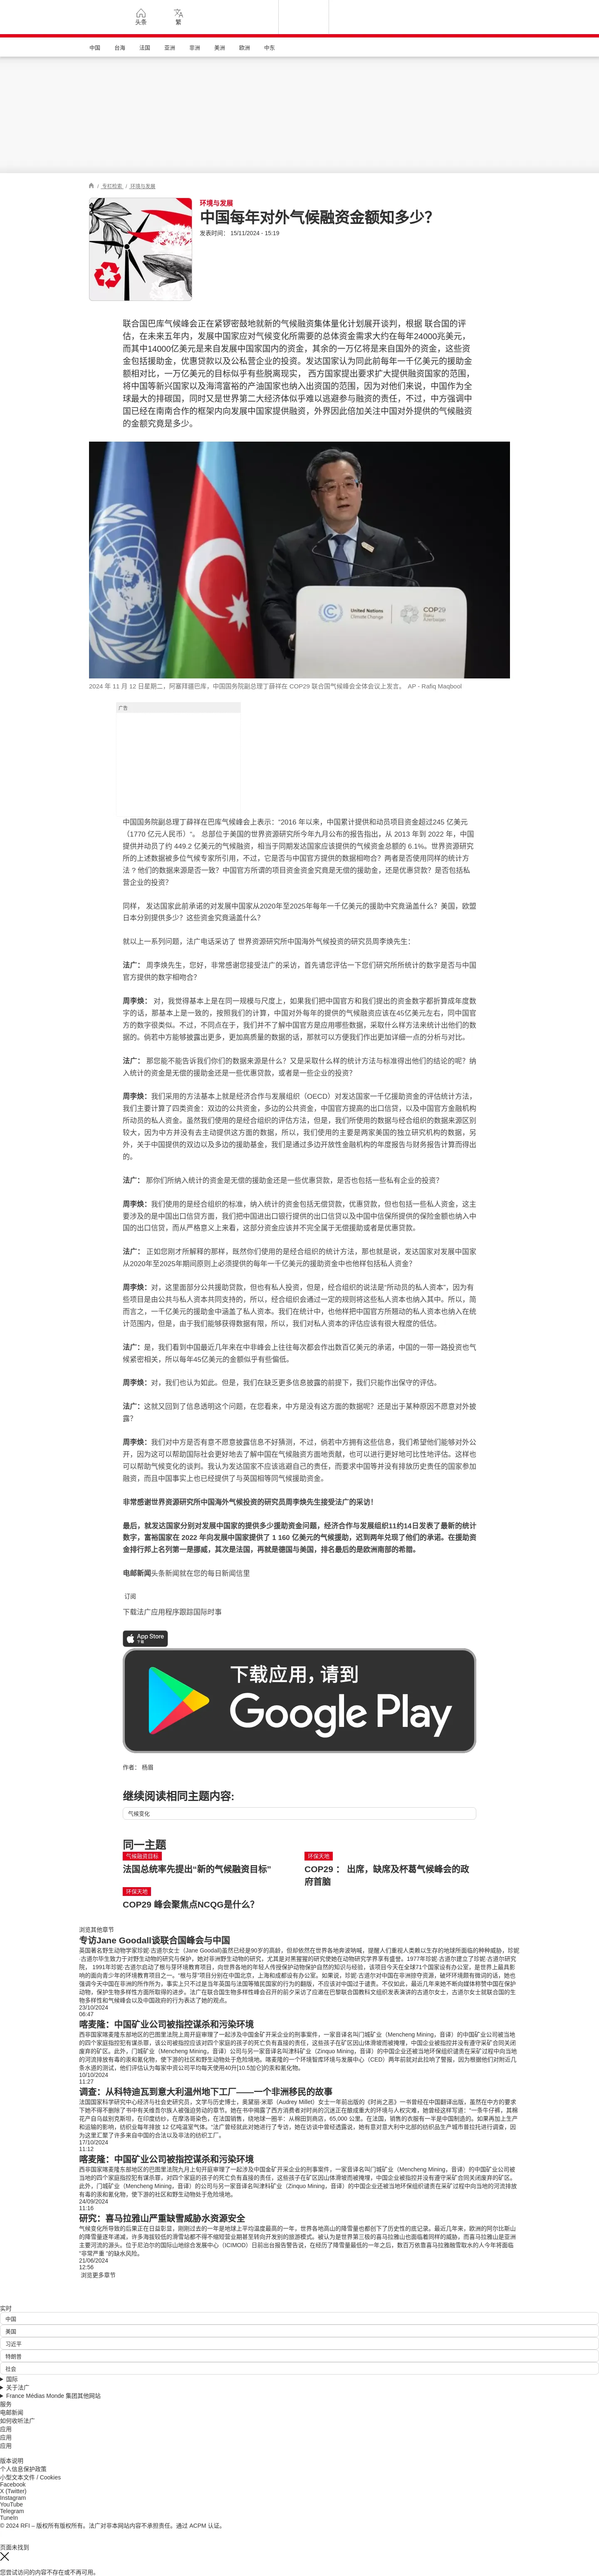 头条
繁
中国
台海
法国
亚洲
非洲
美洲
欧洲
中东
/ 专栏检索 / 环境与发展
环境与发展
中国每年对外气候融资金额知多少?
发表时间: 15/11/2024 - 15:19
联合国巴库气候峰会正在紧锣密鼓地就新的气候融资集体量化计划展开谈判,根据 联合国的评
估,在未来五年内,发展中国家应对气候变化所需要的总体资金需求大约在每年24000兆美元,
而其中14000亿美元是来自发展中国家国内的资金,其余的一万亿将是来自国外的资金,这些资
金包括援助金,优惠贷款以及公私营企业的投资。发达国家认为同此前每年一千亿美元的援助金
额相对比,一万亿美元的目标似乎有些脱离现实, 西方国家提出要求扩大提供融资国家的范围,
将中国等新兴国家以及海湾富裕的产油国家也纳入出资国的范围,因为对他们来说,中国作为全
球最大的排碳国,同时又是世界第二大经济体似乎难以逃避参与融资的责任,不过,中方强调中
国已经在南南合作的框架内向发展中国家提供融资,外界因此倍加关注中国对外提供的气候融资
的金额究竟是多少。
United Nations
Climate Change
COP29
Baku
Azerbaijan
2024 年 11 月 12 日星期二,阿塞拜疆巴库,中国国务院副总理丁薛祥在 COP29 联合国气候峰会全体会议上发言。 AP - Rafiq Maqbool
广告
中国国务院副总理丁薛祥在巴库气候峰会上表示:"2016 年以来,中国累计提供和动员项目资金超过245 亿美元
(1770 亿元人民币)"。 总部位于美国的世界资源研究所今年九月公布的报告指出,从 2013 年到 2022 年,中国
提供并动员了约 449.2 亿美元的气候融资,相当于同期发达国家应该提供的气候资金总额的 6.1%。世界资源研究
所的上述数据被多位气候专家所引用,不过,它是否与中国官方提供的数据相吻合?两者是否使用同样的统计方
法 ? 他们的数据来源是否一致?中国官方所谓的项目资金资金究竟是无偿的援助金,还是优惠贷款? 是否包括私
营企业的投资?
同样, 发达国家此前承诺的对发展中国家从2020年至2025年每年一千亿美元的援助中究竟涵盖什么?美国,欧盟
日本分别提供多少?这些资金究竟涵盖什么?
就以上一系列问题,法广电话采访了 世界资源研究所中国海外气候投资的研究员周李焕先生:
法广: 周李焕先生,您好,非常感谢您接受法广的采访,首先请您评估一下您们研究所所统计的数字是否与中国
官方提供的数字相吻合?
周李焕: 对,我觉得基本上是在同一规模与尺度上,如果我们把中国官方和我们提出的资金数字都折算成年度数
字的话,那基本上是一致的,按照我们的计算,中国对外每年的提供的气候融资应该在45亿美元左右,同中国官
方的数字很类似。不过,不同点在于,我们并不了解中国官方是应用哪些数据,采取什么样方法来统计出他们的数
据的。倘若中方能够披露出更多,更加高质量的数据的话,那就可以方便我们作出更加详细一点的分析与对比。
法广: 那您能不能告诉我们你们的数据来源是什么?又是采取什么样的统计方法与标准得出他们的结论的呢?纳
入统计的资金是无偿的援助金还是一些优惠贷款,或者是一些企业的投资?
周李焕:我们采用的方法基本上就是经济合作与发展组织(OECD)对发达国家一千亿援助资金的评估统计方法,
我们主要计算了四类资金:双边的公共资金,多边的公共资金,中国官方提高的出口信贷,以及中国官方金融机构
所动员的私人资金。虽然我们使用的是经合组织的评估方法,但是,我们所使用的数据与经合组织的数据来源区别
较大,因为中方并没有去主动提供这方面的数据,所以,我们使用的主要是两家美国的独立研究机构的数据,另
外,关于中国提供的双边以及多边的援助基金,我们是通过多边开放性金融机构的年度报告与财务报告计算而得出
的。
法广: 那你们所纳入统计的资金是无偿的援助金还是一些优惠贷款,是否也包括一些私有企业的投资?
周李焕:我们使用的是经合组织的标准,纳入统计的资金包括无偿贷款,优惠贷款,但也包括一些私人资金,这主
要涉及的是中国出口信贷方面,我们把中国进出口银行提供的出口信贷以及中国中信保所提供的保险金额也纳入中
国的出口信贷,而从严格意义上来看,这部分资金应该并不完全属于无偿援助或者是优惠贷款。
法广: 正如您刚才所解释的那样,既然你们使用的是经合组织的统计方法,那也就是说,发达国家对发展中国家
从2020年至2025年期间原则上必须提供的每年一千亿美元的援助资金中也他样包括私人资金?
周李焕:对,这里面部分公共援助贷款,但也有私人投资,但是,经合组织的说法是"所动员的私人资本",因为有
些项目是由公共与私人资本共同支持的,所以,经合组织会通过一定的规则将这些私人资本也纳入其中。所以,简
而言之,一千亿美元的援助金中涵盖了私人资本。我们在统计中,也他样把中国官方所翘动的私人资本也纳入在统
计范围内,但是,由于我们能够获得数据有限,所以,我们对私人资本的评估应该有很大程度的低估。
法广:是,我们看到中国最近几年来在中非峰会上往往每次都会作出数百亿美元的承诺,中国的一带一路投资也气
候紧密相关,所以每年45亿美元的金额似乎有些偏低。
周李焕:对,我们也认为如此。但是,我们在缺乏更多信息披露的前提下,我们只能作出保守的评估。
法广:这就又回到了信息透明这个问题,在您看来,中方是没有这方面的数据呢?还是出于某种原因不愿意对外披
露?
周李焕:我们对中方是否有意不愿意披露信息不好猜测,不过,倘若中方拥有这些信息,我们希望他们能够对外公
开,因为这可以帮助国际社会更好地去了解中国在气候融资方面地贡献,也可以进行更好地可比性地评估。这样也
可以帮助气候变化的谈判。我认为发达国家不应该逃避自己的责任,而要求中国等并没有排放历史责任的国家参加
融资,而且中国事实上也已经提供了与英国相等同气候援助资金。
非常感谢世界资源研究所中国海外气候投资的研究员周李焕先生接受法广的采访!
最后,就发达国家分别对发展中国家的提供多少援助资金问题,经济合作与发展组织11约14日发表了最新的统计
数字,富裕国家在 2022 年向发展中国家提供了 1 160 亿美元的气候援助,迟到两年兑现了他们的承诺。在援助资
金排行邦上名列第一是挪威,其次是法国,再就是德国与美国,排名最后的是欧洲南部的希腊。
电邮新闻头条新闻就在您的每日新闻信里
订阅
下载法广应用程序跟踪国际时事
App Store
下载
下载应用,请到
Google Play
作者: 杨眉
继续阅读相同主题内容:
气候变化
同一主题
气候融资目标
法国总统率先提出"新的气候融资目标"
环保天地
COP29 : 出席,缺席及杯葛气候峰会的政
府首脑
环保天地
COP29 峰会聚焦点NCQG是什么?
浏览其他章节
专访Jane Goodall谈联合国峰会与中国
23/10/2024
06:47
喀麦隆:中国矿业公司被指控谋杀和污染环境
10/10/2024
11:27
调查:从科特迪瓦到意大利温州地下工厂——一个非洲移民的故事
17/10/2024
11:12
喀麦隆:中国矿业公司被指控谋杀和污染环境
24/09/2024
11:16
研究:喜马拉雅山严重缺雪威胁水资源安全
21/06/2024
12:56
浏览更多章节
实时
中国
美国
习近平
特朗普
社会
国际
关于法广
France Médias Monde 集团其他网站
服务
电邮新闻
如何收听法广
应用
应用
应用
版本说明
个人信息保护政策
小型文本文件 / Cookies
Facebook
X (Twitter)
Instagram
YouTube
Telegram
TuneIn
© 2024 RFI – 版权所有版权所有。法广对非本网站内容不承担责任。通过 ACPM 认证。
页面未找到
您尝试访问的内容不存在或不再可用。